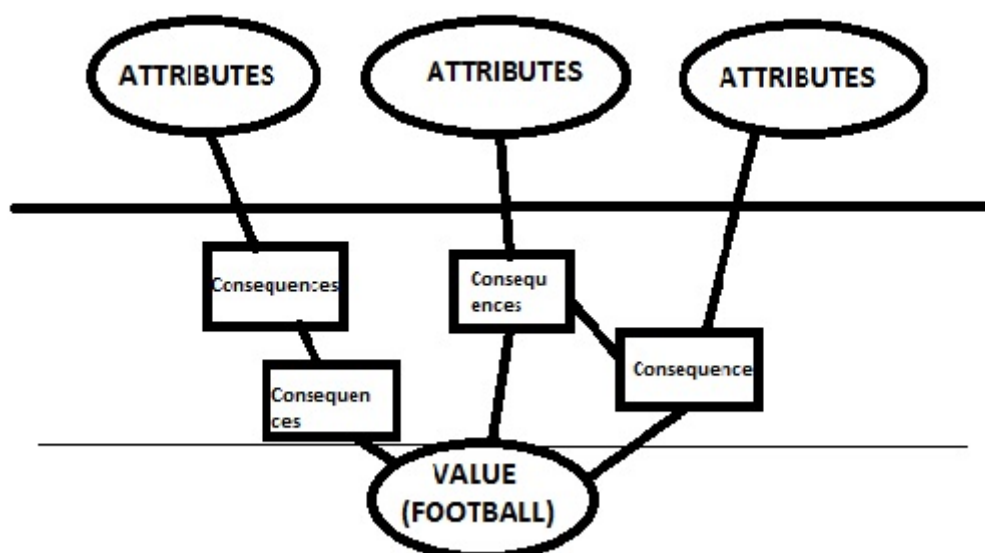 ATTRIBUTES
ATTRIBUTES
ATTRIBUTES
Consequences
Consequ
ences
Consequence
Consequen
ces
VALUE
(FOOTBALL)